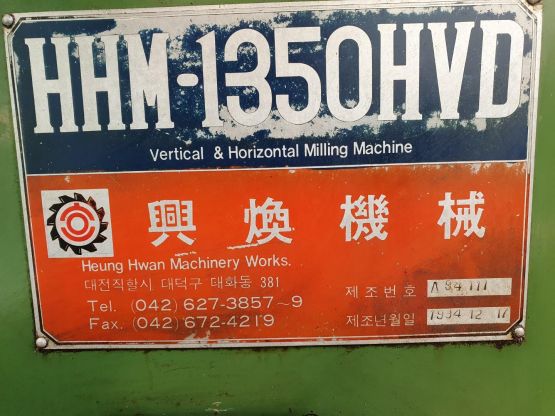 HHM-1350HVD
Vertical & Horizontal Milling Machine
興煥機械
Heung Hwan Machinery Works.
대전직할시 대덕구 대화동 381
Tel. (042) 627-3857~9
Fax. (042) 672-4219
제조번호
제조년월일 1994 12 17